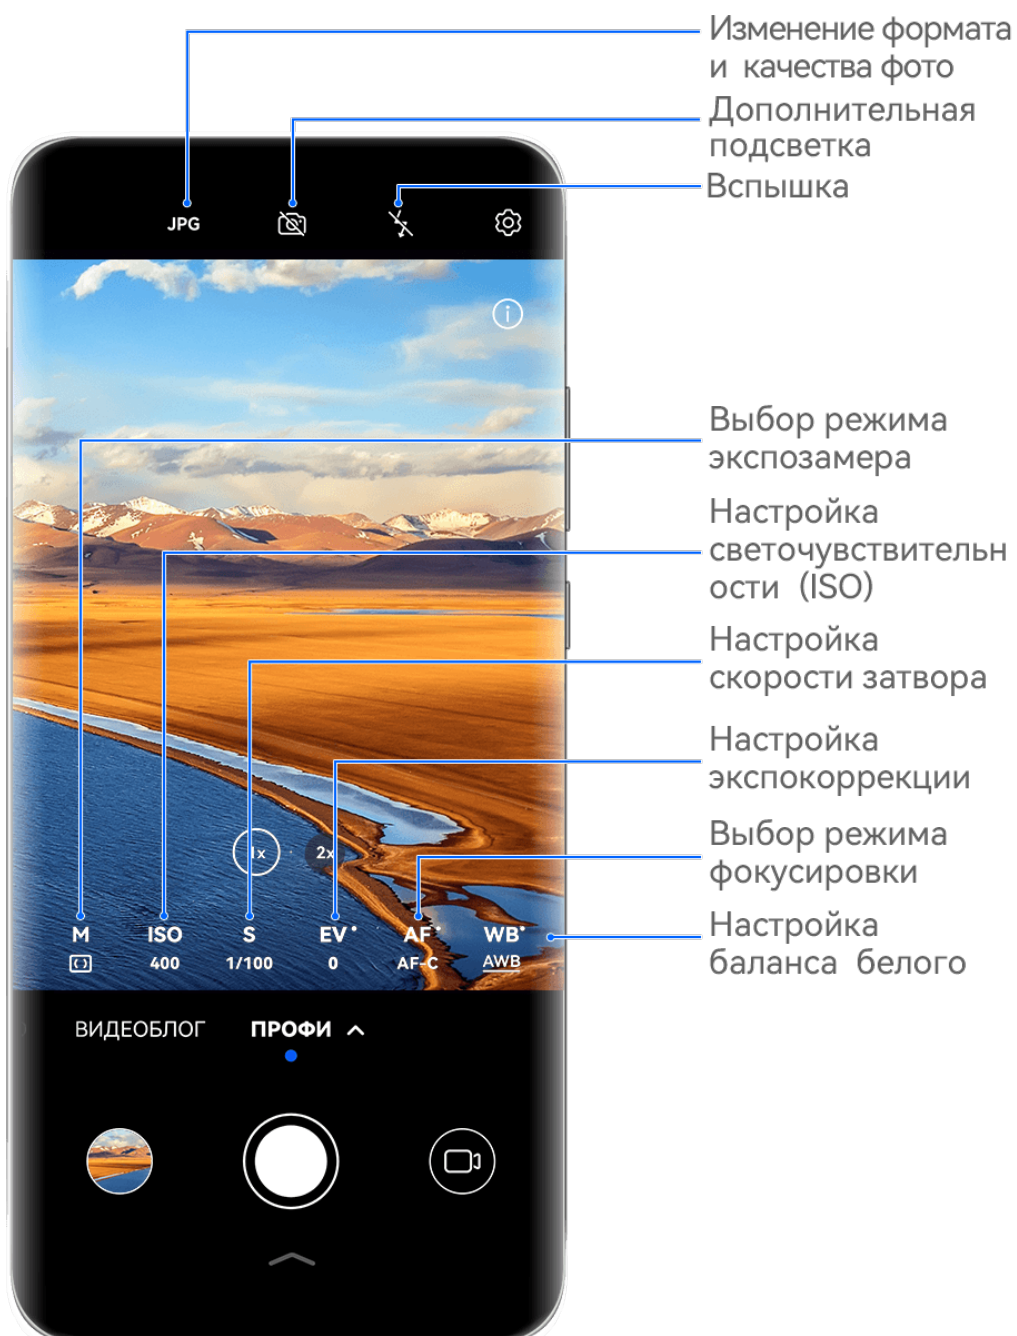 Изменение формата
и качества фото
Дополнительная
подсветка
Вспышка
JPG
Выбор режима
экспозамера
Настройка
светочувствительн
ости (ISO)
Настройка
скорости затвора
Настройка
экспокоррекции
Выбор режима
фокусировки
Настройка
баланса белого
1x 2x
M ISO S EV AF WB
400 1/100 0 AF-C AWB
ВИДЕОБЛОГ ПРОФИ